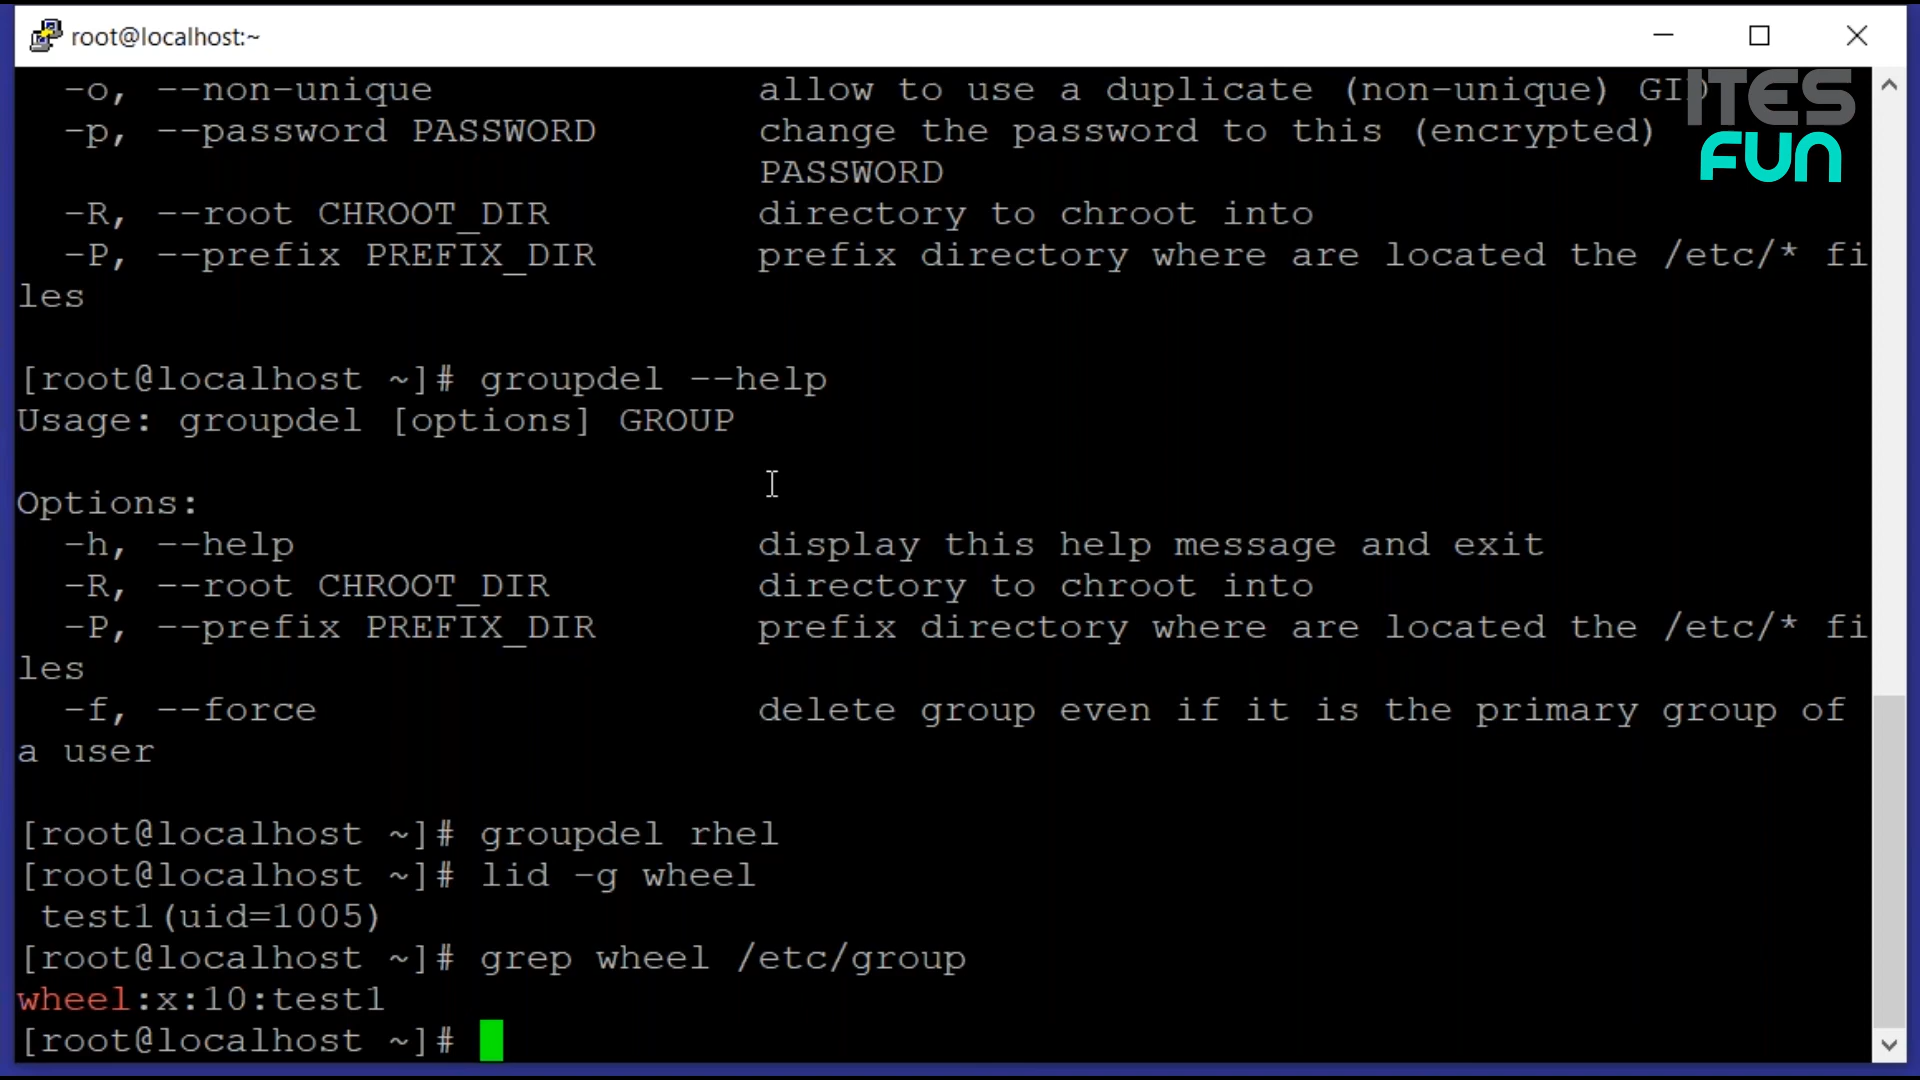 root@localhost:~
-o, --non-unique allow to use a duplicate (non-unique) GID
-p, --password PASSWORD change the password to this (encrypted)
PASSWORD
-R, --root CHROOT_DIR directory to chroot into
-P, --prefix PREFIX_DIR prefix directory where are located the /etc/* fi
les
[root@localhost ~]# groupdel --help
Usage: groupdel [options] GROUP
Options:
-h, --help display this help message and exit
-R, --root CHROOT_DIR directory to chroot into
-P, --prefix PREFIX_DIR prefix directory where are located the /etc/* fi
les
-f, --force delete group even if it is the primary group of
a user
[root@localhost ~]# groupdel rhel
[root@localhost ~]# lid -g wheel
test1(uid=1005)
[root@localhost ~]# grep wheel /etc/group
wheel:x:10:test1
[root@localhost ~]#
ITES
FUN